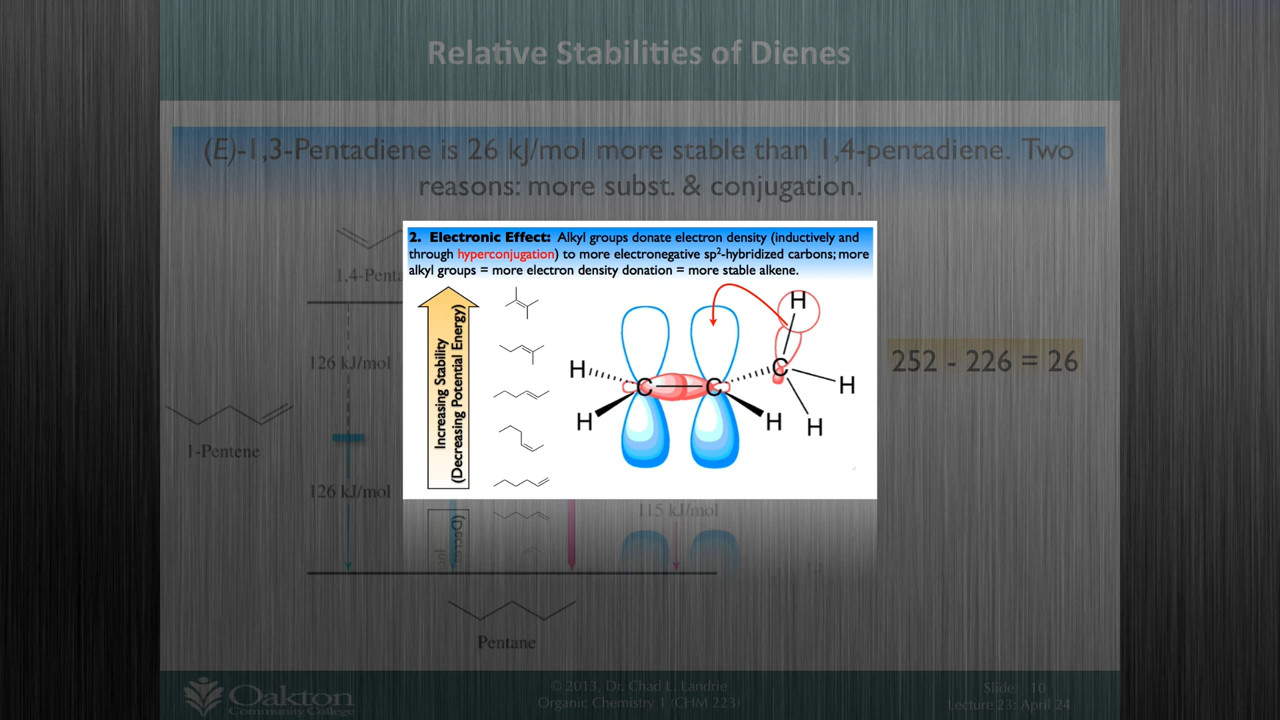 Relative Stabilities of Dienes
(E)-1,3-Pentadiene is 26 kJ/mol more stable than 1,4-pentadiene. Two
reasons: more subst. & conjugation.
2. Electronic Effect: Alkyl groups donate electron density (inductively and
through hyperconjugation) to more electronegative sp²-hybridized carbons; more
alkyl groups = more electron density donation = more stable alkene.
Increasing Stability
(Decreasing Potential Energy)
H
H
C
C
H
C
H
H
H
1,4-Penta
126 kJ/mol
252 - 226 = 26
1-Pentene
126 kJ/mol
115 kJ/mol
Pentane
Oakton
Community College
© 2013, Dr. Chad L. Landrie
Organic Chemistry 1 (CHM 223)
Slide 10
Lecture 23: April 24